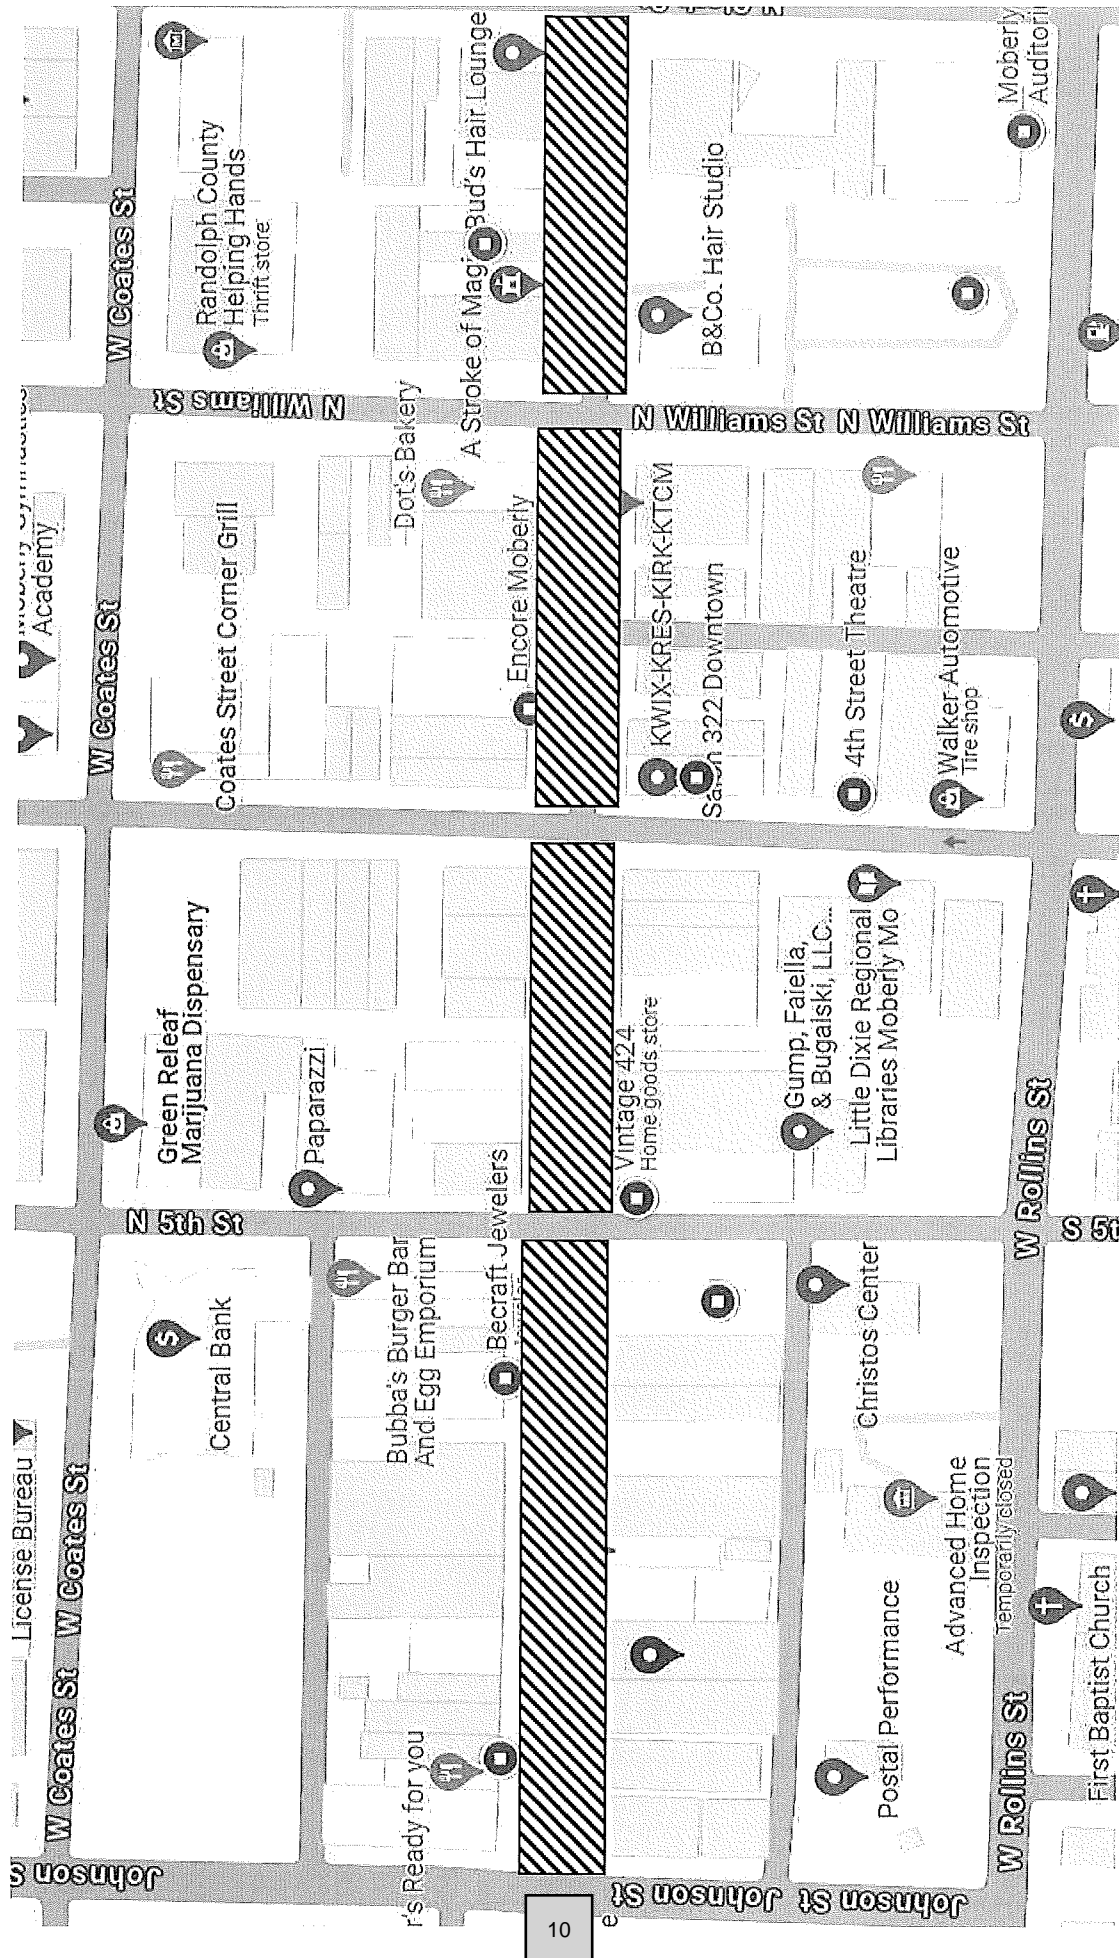 License Bureau
Academy
W Coates St
W Coates St
W Coates St
W Coates St
Johnson S
N 5th St
Central Bank
Green Releaf
Marijuana Dispensary
Coates Street Corner Grill
N Williams St
Randolph County
Helping Hands
Thrift store
Paparazzi
Bubba's Burger Bar
And Egg Emporium
Dot's Bakery
r's Ready for you
Becraft Jewelers
Encore Moberly
A Stroke of Magi
Bud's Hair Lounge
10
e
Vintage 424
Home goods store
KWIX-KRES-KIRK-KTCM
Salon 322 Downtown
N Williams St
N Williams St
B&Co. Hair Studio
Johnson St
Johnson St
Gump, Faiella,
& Bugalski, LLC...
4th Street Theatre
Little Dixie Regional
Libraries Moberly Mo
Christos Center
Postal Performance
Advanced Home
Inspection
Temporarily closed
Walker Automotive
Tire shop
Moberly
Auditori
W Rollins St
W Rollins St
S 5t
First Baptist Church